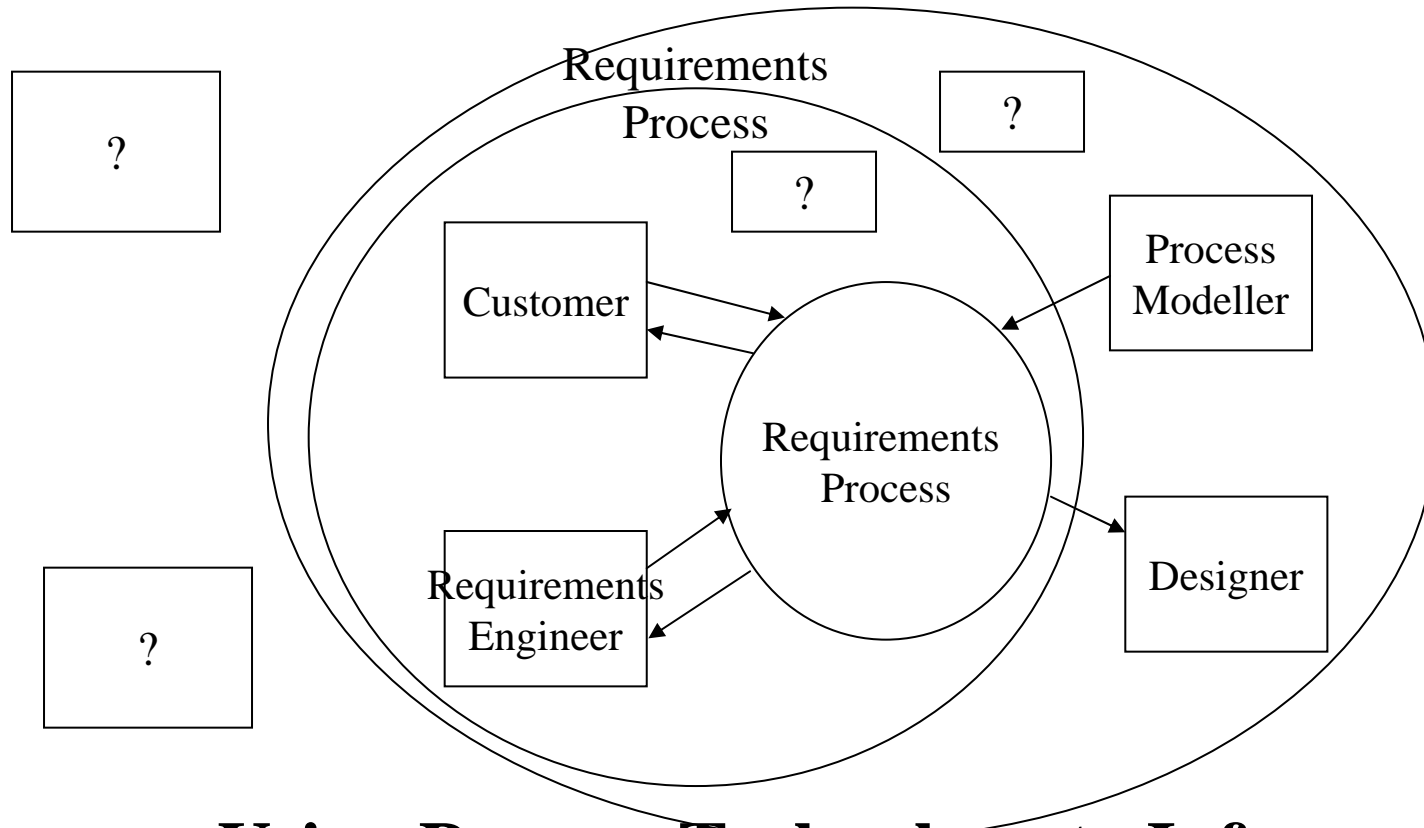 Requirements
Process
?
?
?
Customer
Process
Modeller
Requirements
Process
Requirements
Engineer
Designer
?